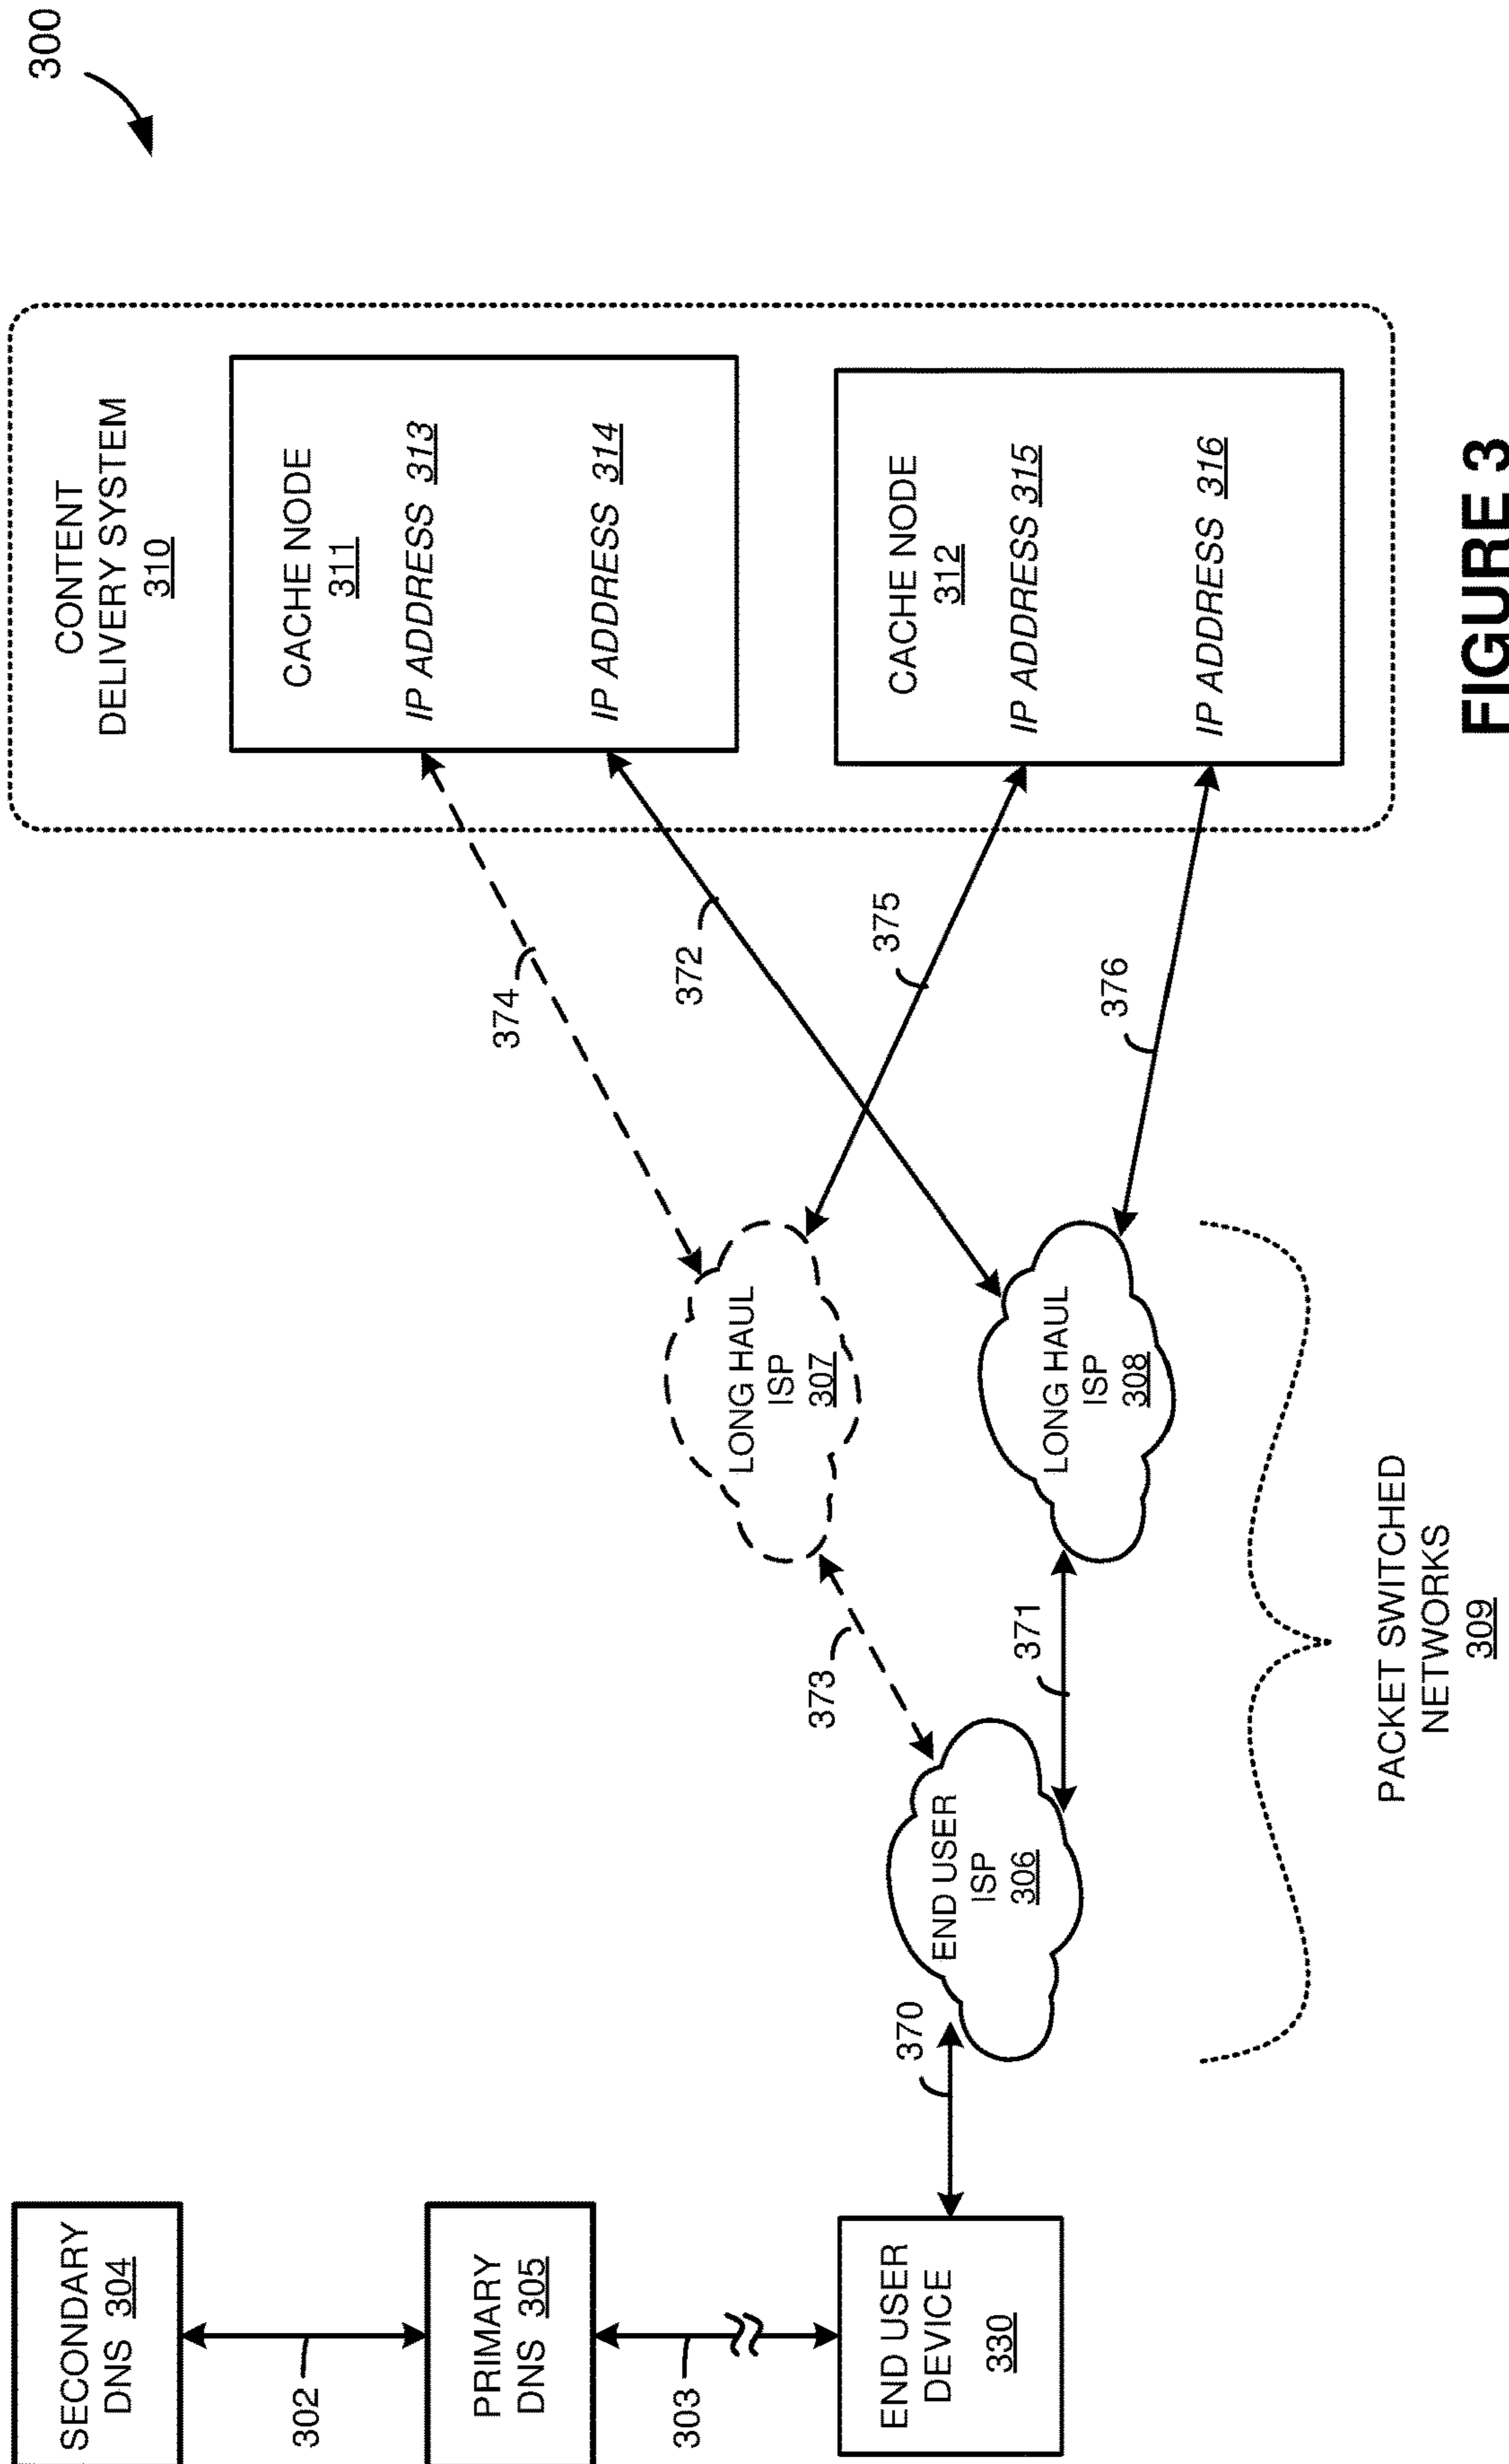 300
CONTENT
DELIVERY SYSTEM
310
CACHE NODE
311
IP ADDRESS 313
IP ADDRESS 314
CACHE NODE
312
IP ADDRESS 315
IP ADDRESS 316
374
372
375
376
LONG HAUL
ISP
307
LONG HAUL
ISP
308
373
371
END USER
ISP
306
370
PACKET SWITCHED
NETWORKS
309
SECONDARY
DNS 304
302
PRIMARY
DNS 305
303
END USER
DEVICE
330
FIGURE 3